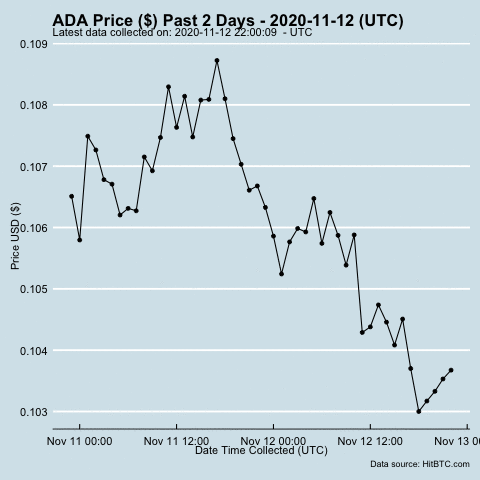 ADA Price ($) Past 2 Days - 2020-11-12 (UTC)
Latest data collected on: 2020-11-12 22:00:09 - UTC
0.109
0.108
0.107
0.106
0.105
0.104
0.103
Price USD ($)
Nov 11 00:00 Nov 11 12:00 Nov 12 00:00 Nov 12 12:00 Nov 13 0
Date Time Collected (UTC)
Data source: HitBTC.com